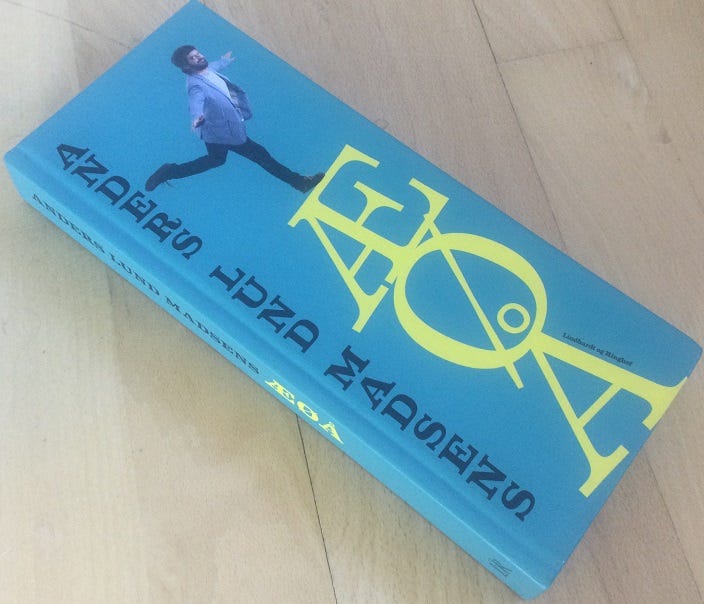 ANDERS LUND MADSENS
ÆØÅ
Lindhardt og Ringhof
ANDERS LUND MADSENS ÆØÅ